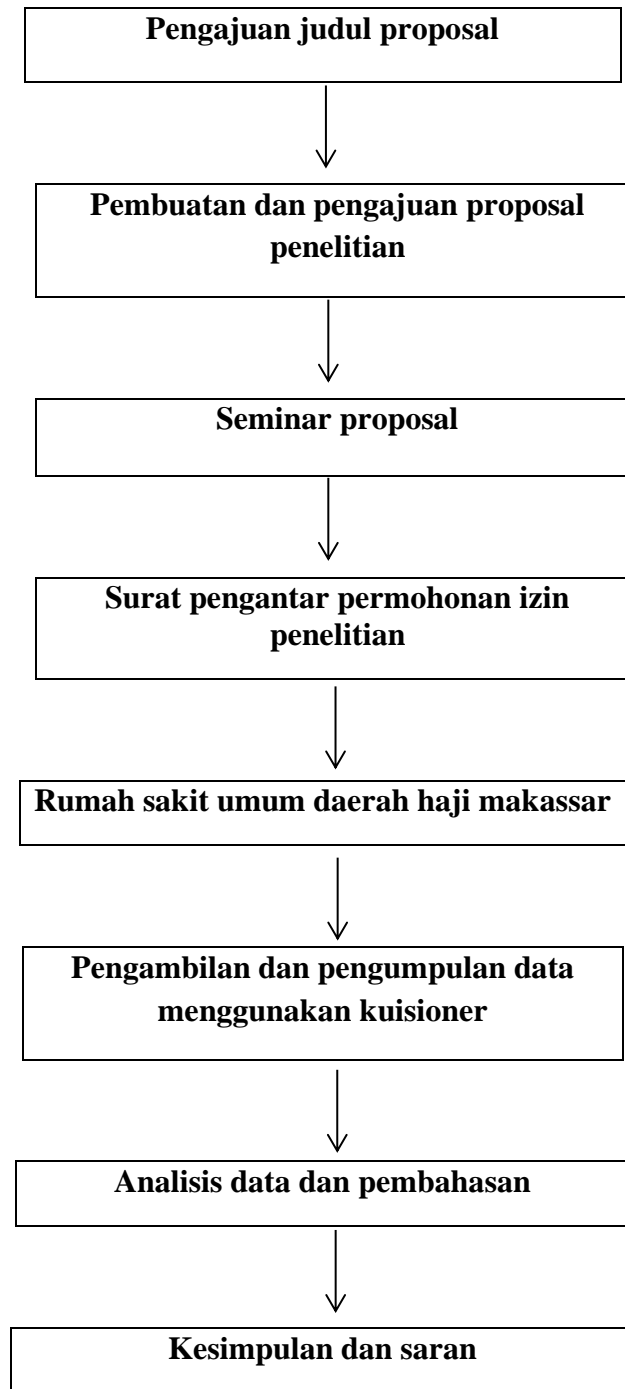 Pengajuan judul proposal
Pembuatan dan pengajuan proposal
penelitian
Seminar proposal
Surat pengantar permohonan izin
penelitian
Rumah sakit umum daerah haji makassar
Pengambilan dan pengumpulan data
menggunakan kuisioner
Analisis data dan pembahasan
Kesimpulan dan saran